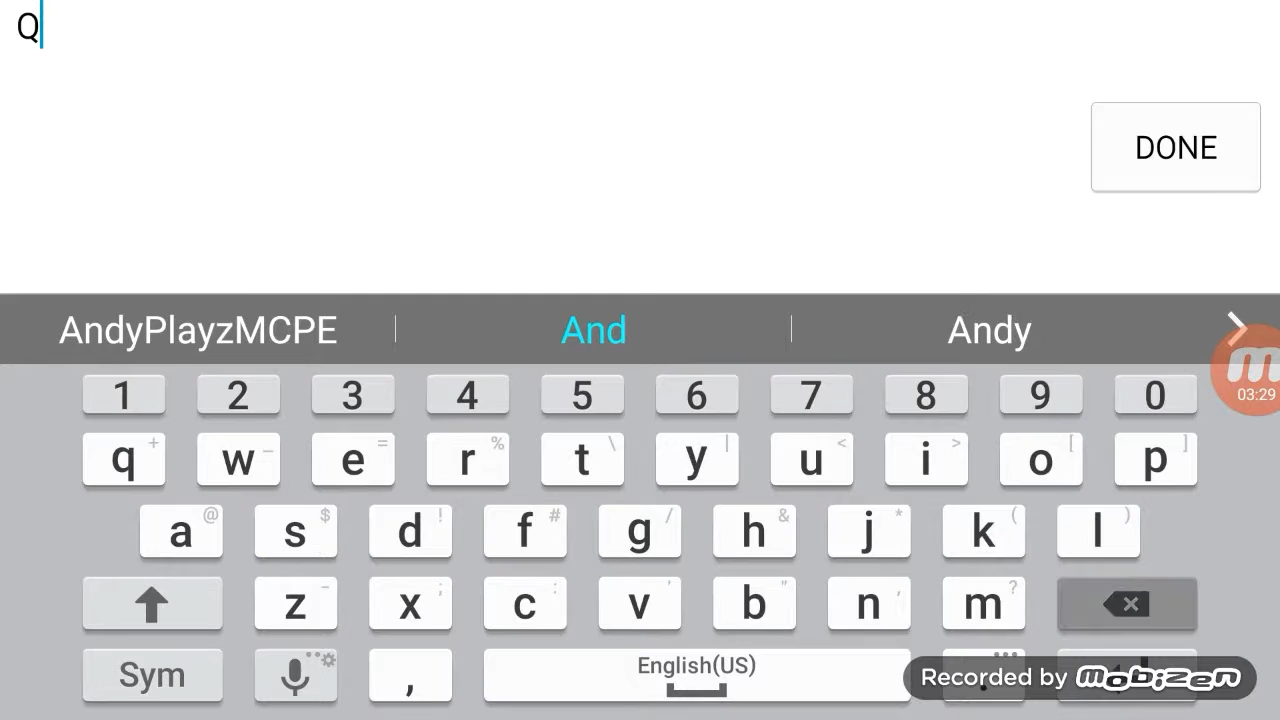 Q
DONE
AndyPlayzMCPE And Andy
03:29
1 2 3 4 5 6 7 8 9 0
q + w – e = r % t \ y | u < i > o [ p ]
a @ s $ d ! f # g / h & j * k ( l )
z - x ; c : v ' b " n , m ?
Sym , English(US) .
Recorded by mobizen